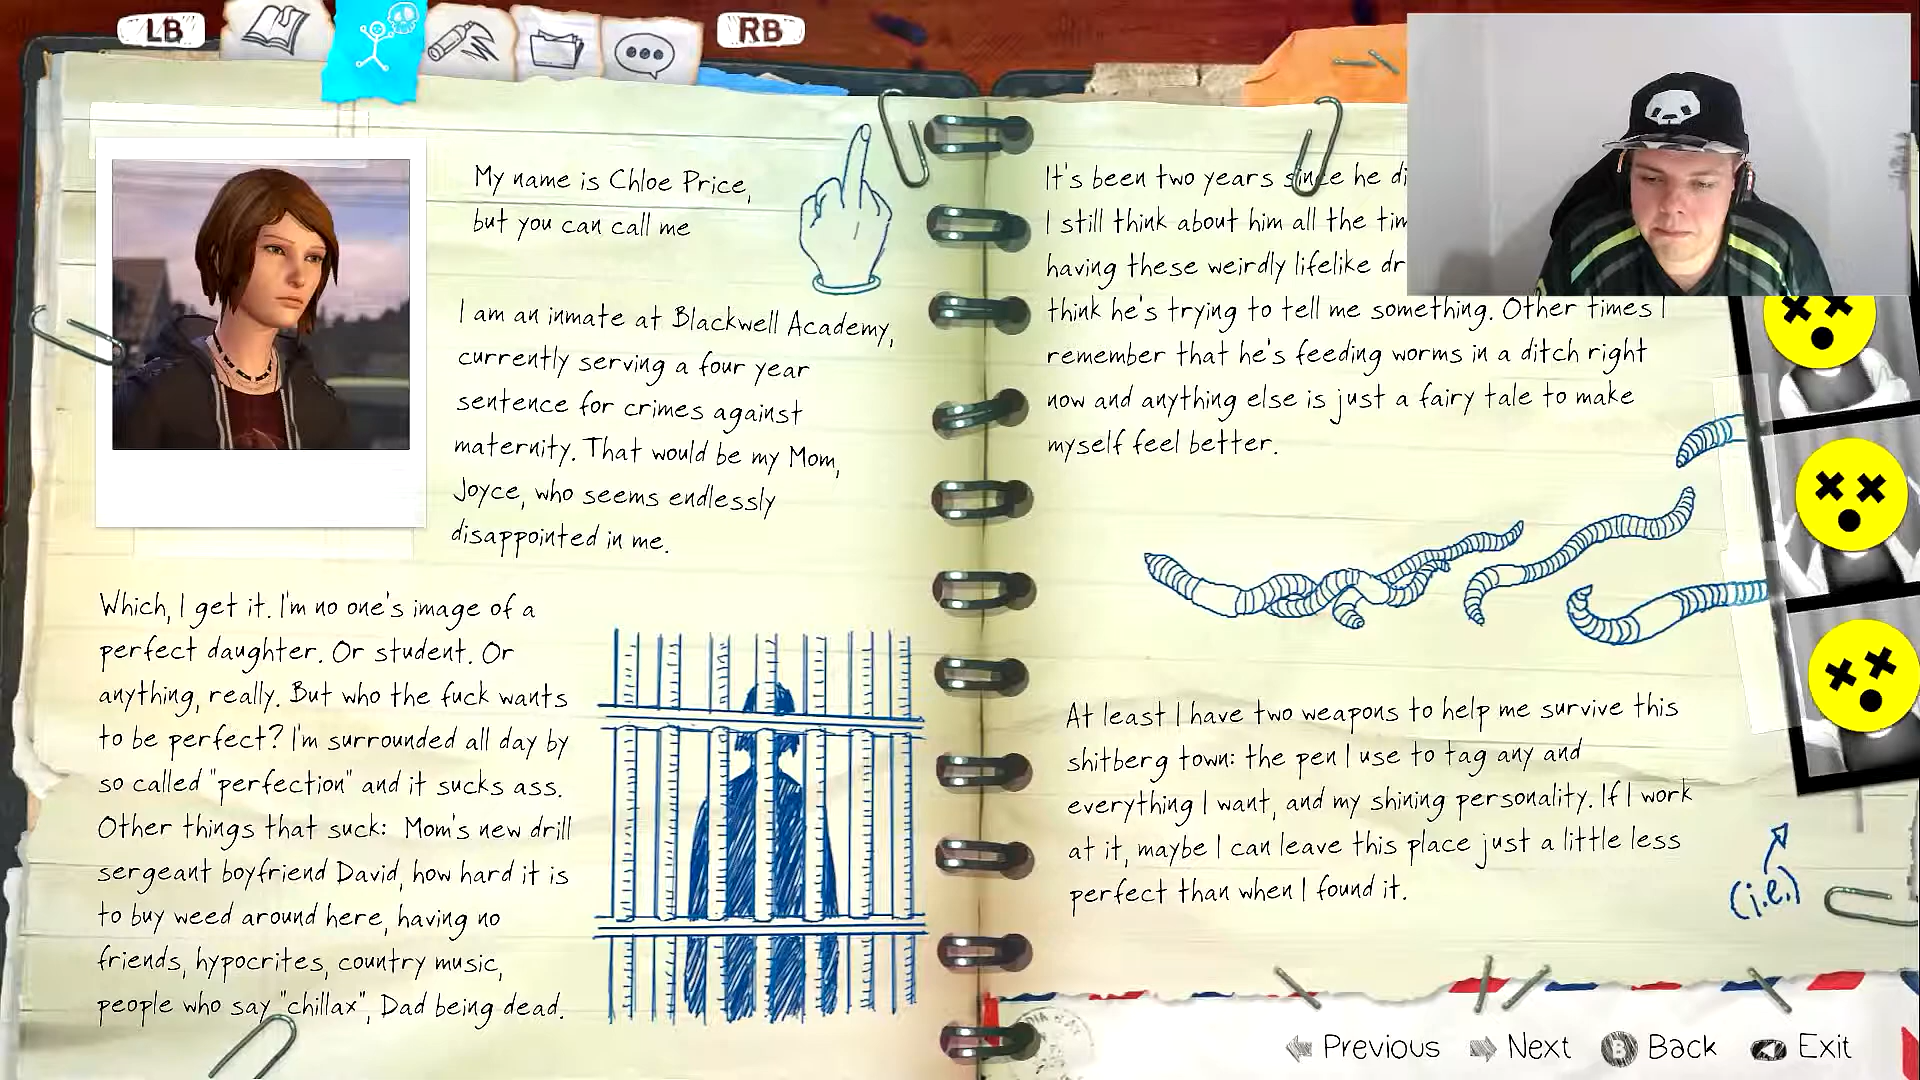 LB
RB
My name is Chloe Price,
but you can call me
I am an inmate at Blackwell Academy,
currently serving a four year
sentence for crimes against
maternity. That would be my Mom,
Joyce, who seems endlessly
disappointed in me.
Which, I get it. I'm no one's image of a
perfect daughter. Or student. Or
anything, really. But who the fuck wants
to be perfect? I'm surrounded all day by
so called "perfection" and it sucks ass.
Other things that suck: Mom's new drill
sergeant boyfriend David, how hard it is
to buy weed around here, having no
friends, hypocrites, country music,
people who say "chillax", Dad being dead.
It's been two years since he di
I still think about him all the tim
having these weirdly lifelike dr
think he's trying to tell me something. Other times I
remember that he's feeding worms in a ditch right
now and anything else is just a fairy tale to make
myself feel better.
At least I have two weapons to help me survive this
shitberg town: the pen I use to tag any and
everything I want, and my shining personality. If I work
at it, maybe I can leave this place just a little less
perfect than when I found it.
(i.e.)
Previous
Next
B Back
Exit